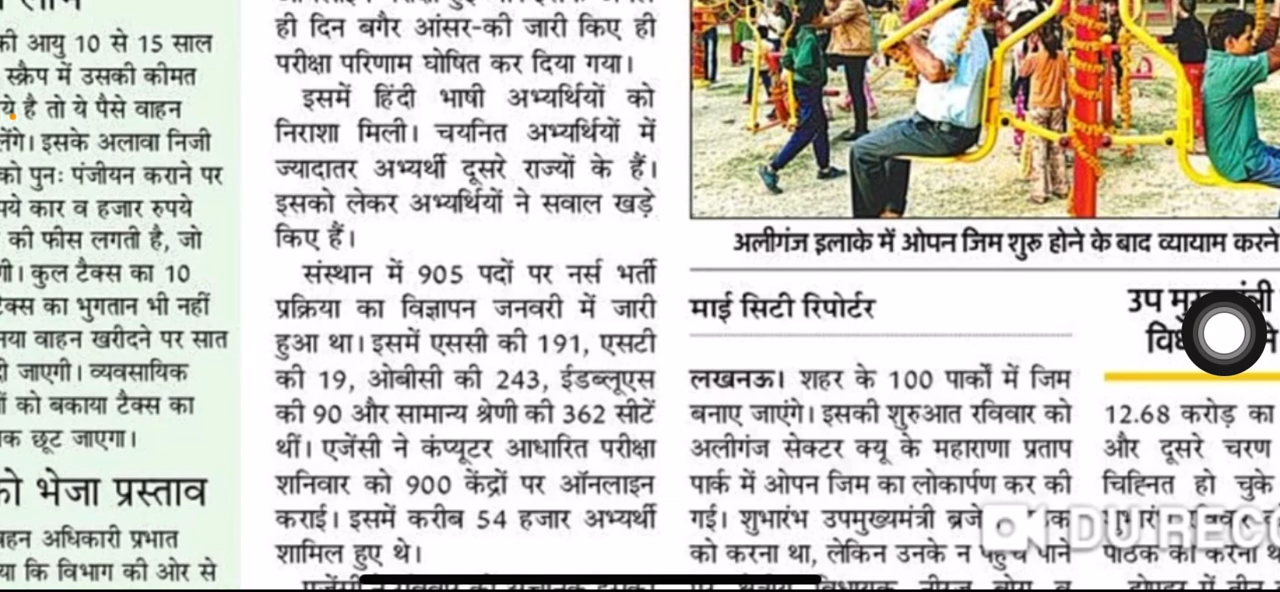 की आयु 10 से 15 साल
स्क्रैप में उसकी कीमत
ये है तो ये पैसे वाहन
लेंगे। इसके अलावा निजी
को पुनः पंजीयन कराने पर
पये कार व हजार रुपये
की फीस लगती है, जो
गी। कुल टैक्स का 10
टैक्स का भुगतान भी नहीं
नया वाहन खरीदने पर सात
दी जाएगी। व्यवसायिक
को बकाया टैक्स का
क छूट जाएगा।
को भेजा प्रस्ताव
वहन अधिकारी प्रभात
या कि विभाग की ओर से
ही दिन बगैर आंसर-की जारी किए ही
परीक्षा परिणाम घोषित कर दिया गया।
इसमें हिंदी भाषी अभ्यर्थियों को
निराशा मिली। चयनित अभ्यर्थियों में
ज्यादातर अभ्यर्थी दूसरे राज्यों के हैं।
इसको लेकर अभ्यर्थियों ने सवाल खड़े
किए हैं।
संस्थान में 905 पदों पर नर्स भर्ती
प्रक्रिया का विज्ञापन जनवरी में जारी
हुआ था। इसमें एससी की 191, एसटी
की 19, ओबीसी की 243, ईडब्लूएस
की 90 और सामान्य श्रेणी की 362 सीटें
थीं। एजेंसी ने कंप्यूटर आधारित परीक्षा
शनिवार को 900 केंद्रों पर ऑनलाइन
कराई। इसमें करीब 54 हजार अभ्यर्थी
शामिल हुए थे।
अलीगंज इलाके में ओपन जिम शुरू होने के बाद व्यायाम करने
माई सिटी रिपोर्टर
लखनऊ। शहर के 100 पार्कों में जिम
बनाए जाएंगे। इसकी शुरुआत रविवार को
अलीगंज सेक्टर क्यू के महाराणा प्रताप
पार्क में ओपन जिम का लोकार्पण कर की
गई। शुभारंभ उपमुख्यमंत्री
को करना था, लेकिन उनके न पहुंच पाने
उप
12.68 करोड़ का
और दूसरे चरण
चिह्नित हो चुके
पाठक को करना
DU RECO